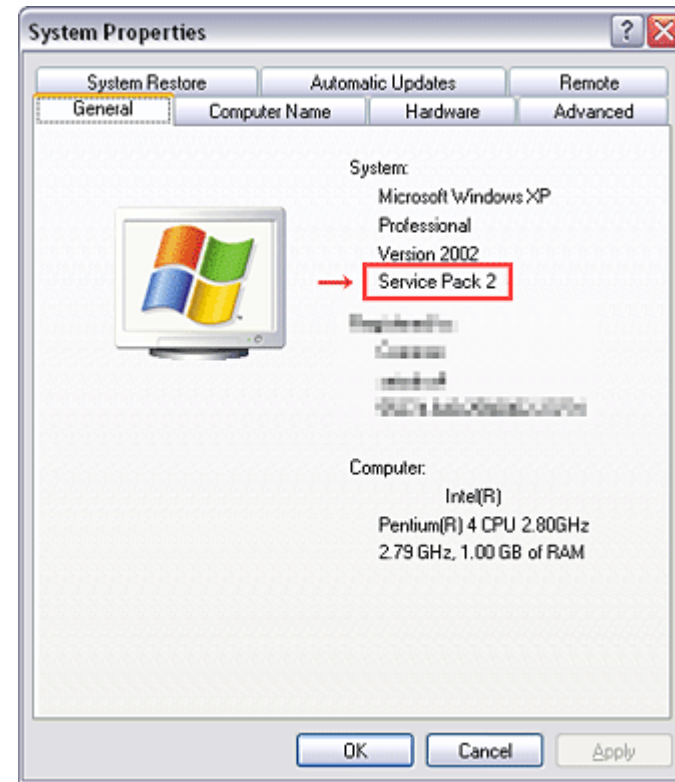 System Properties
System Restore Automatic Updates Remote
General Computer Name Hardware Advanced
System:
Microsoft Windows XP
Professional
Version 2002
Service Pack 2
Computer:
Intel(R)
Pentium(R) 4 CPU 2.80GHz
2.79 GHz, 1.00 GB of RAM
OK Cancel Apply